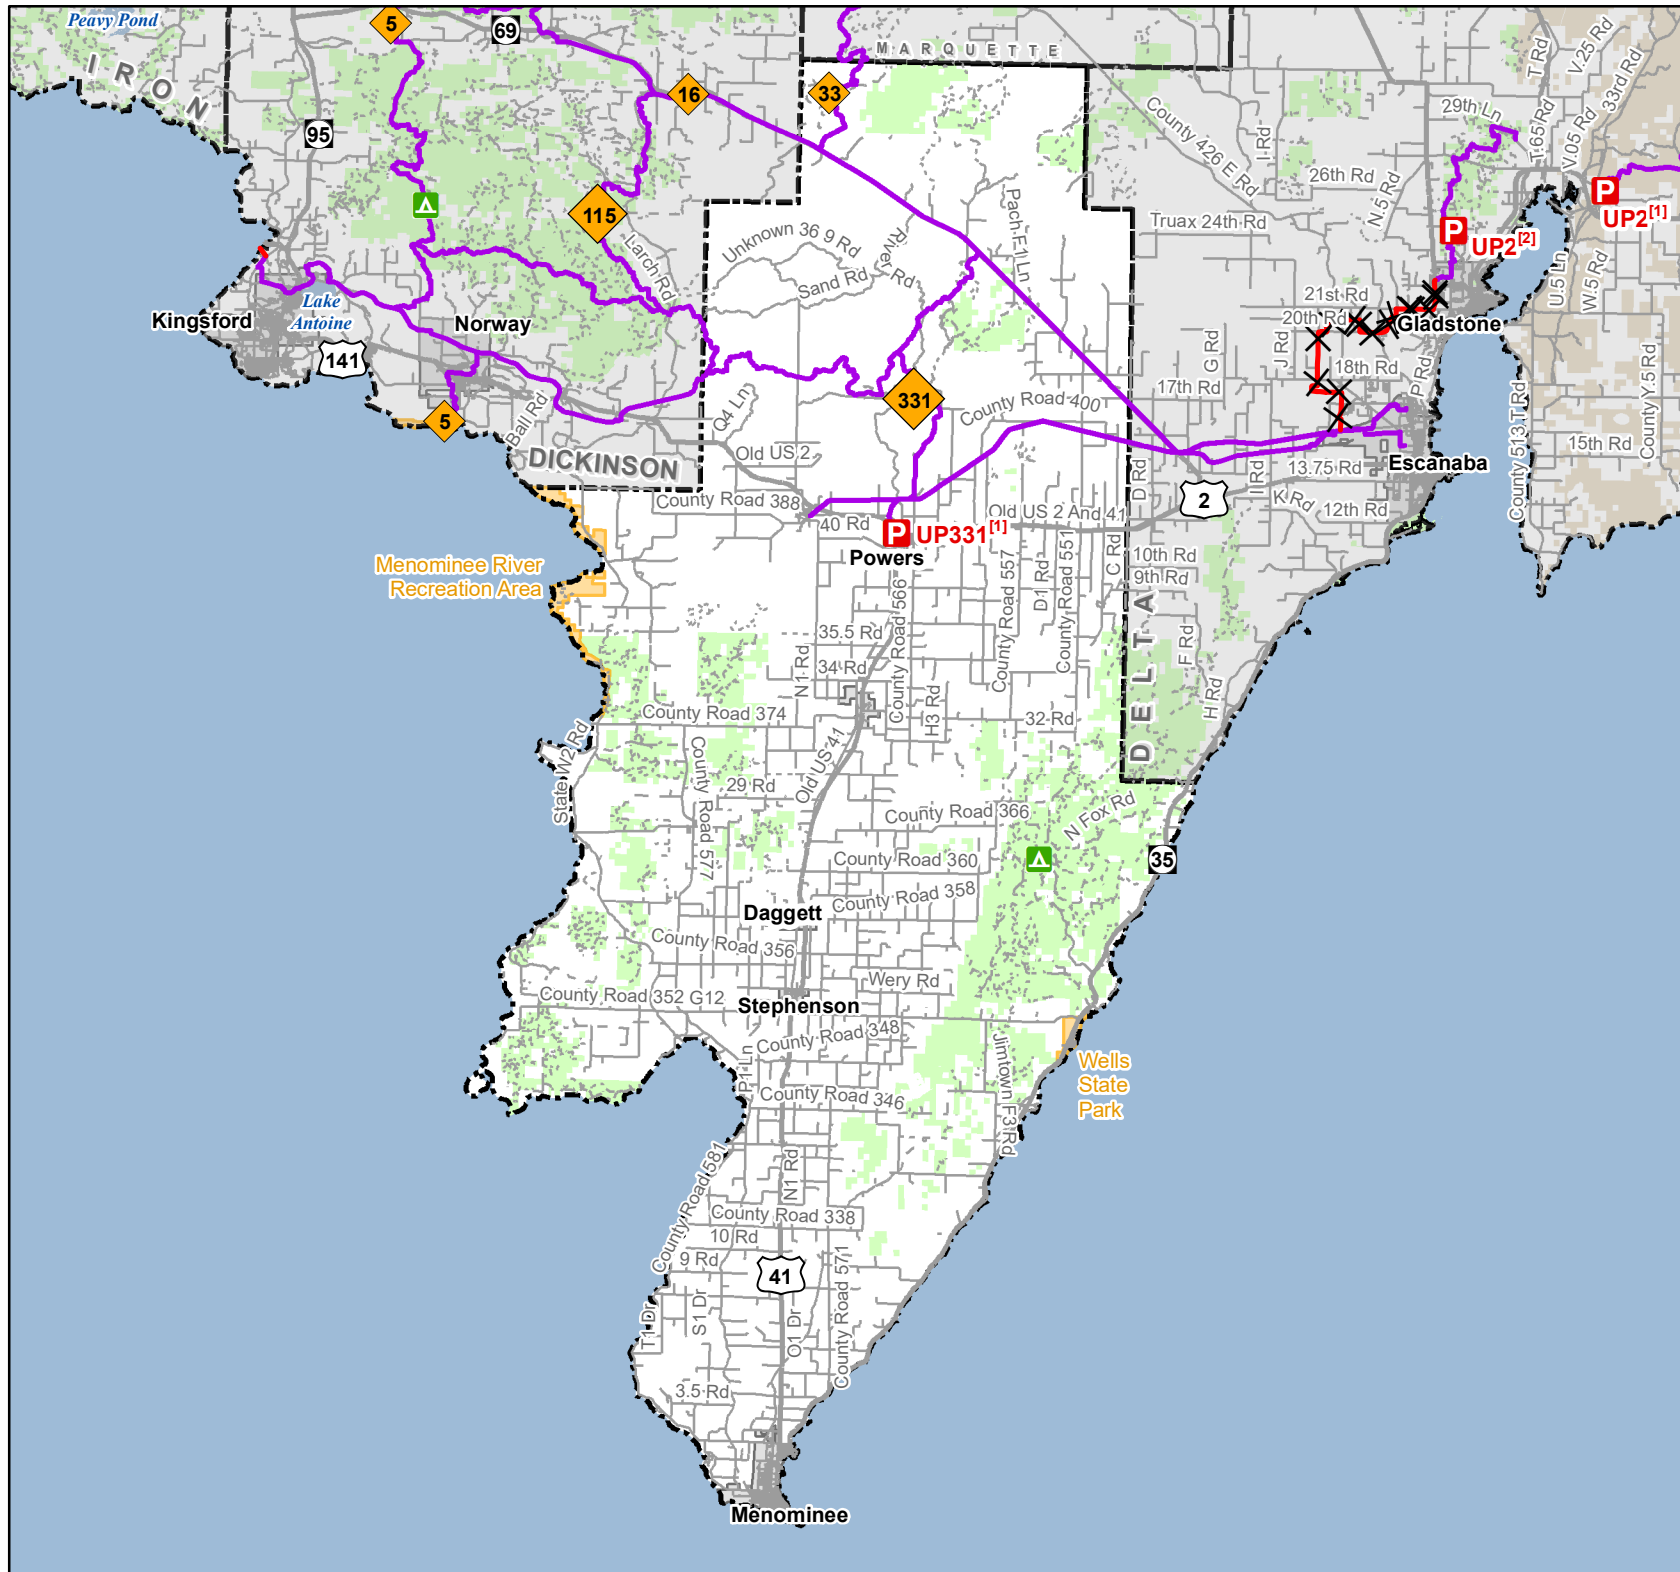 Peavy Pond
5
69
MARQUETTE
IRON
16
33
95
County 426 E Rd
I Rd
29th Ln
T Rd
V.25 Rd
33rd Rd
T.65 Rd
V.05 Rd
26th Rd
N.5 Rd
P
UP2[1]
115
Larch Rd
Unknown 36 9 Rd
River Rd
Sand Rd
Pach-E-I Ln
Truax 24th Rd
P
UP2[2]
U.5 Ln
W.5 Rd
Lake
Antoine
Kingsford
Norway
141
21st Rd
20th Rd
Gladstone
G Rd
J Rd
18th Rd
17th Rd
P Rd
County 513 T Rd
County Y.5 Rd
5
Ball Rd
Q4 Ln
331
County Road 400
DICKINSON
Old US 2
D Rd
I Rd
13.75 Rd
Escanaba
15th Rd
County Road 388
40 Rd
P
UP331[1]
Old US 2 And 41
2
K Rd
12th Rd
Powers
Menominee River
Recreation Area
County Road 566
County Road 557
D1 Rd
County Road 551
C Rd
10th Rd
9th Rd
35.5 Rd
34 Rd
N1 Rd
F Rd
H Rd
DELTA
County Road 374
H3 Rd
32 Rd
State W2 Rd
County Road 577
Old US 41
29 Rd
County Road 366
N Fox Rd
County Road 360
35
County Road 358
Daggett
County Road 356
Wery Rd
County Road 352 G12
Stephenson
County Road 348
Jimtown F3 Rd
Wells
State
Park
P1 Ln
County Road 346
County Road 581
N1 Rd
County Road 338
10 Rd
9 Rd
41
County Road 571
T1 Dr
S1 Dr
O1 Dr
3.5 Rd
Menominee